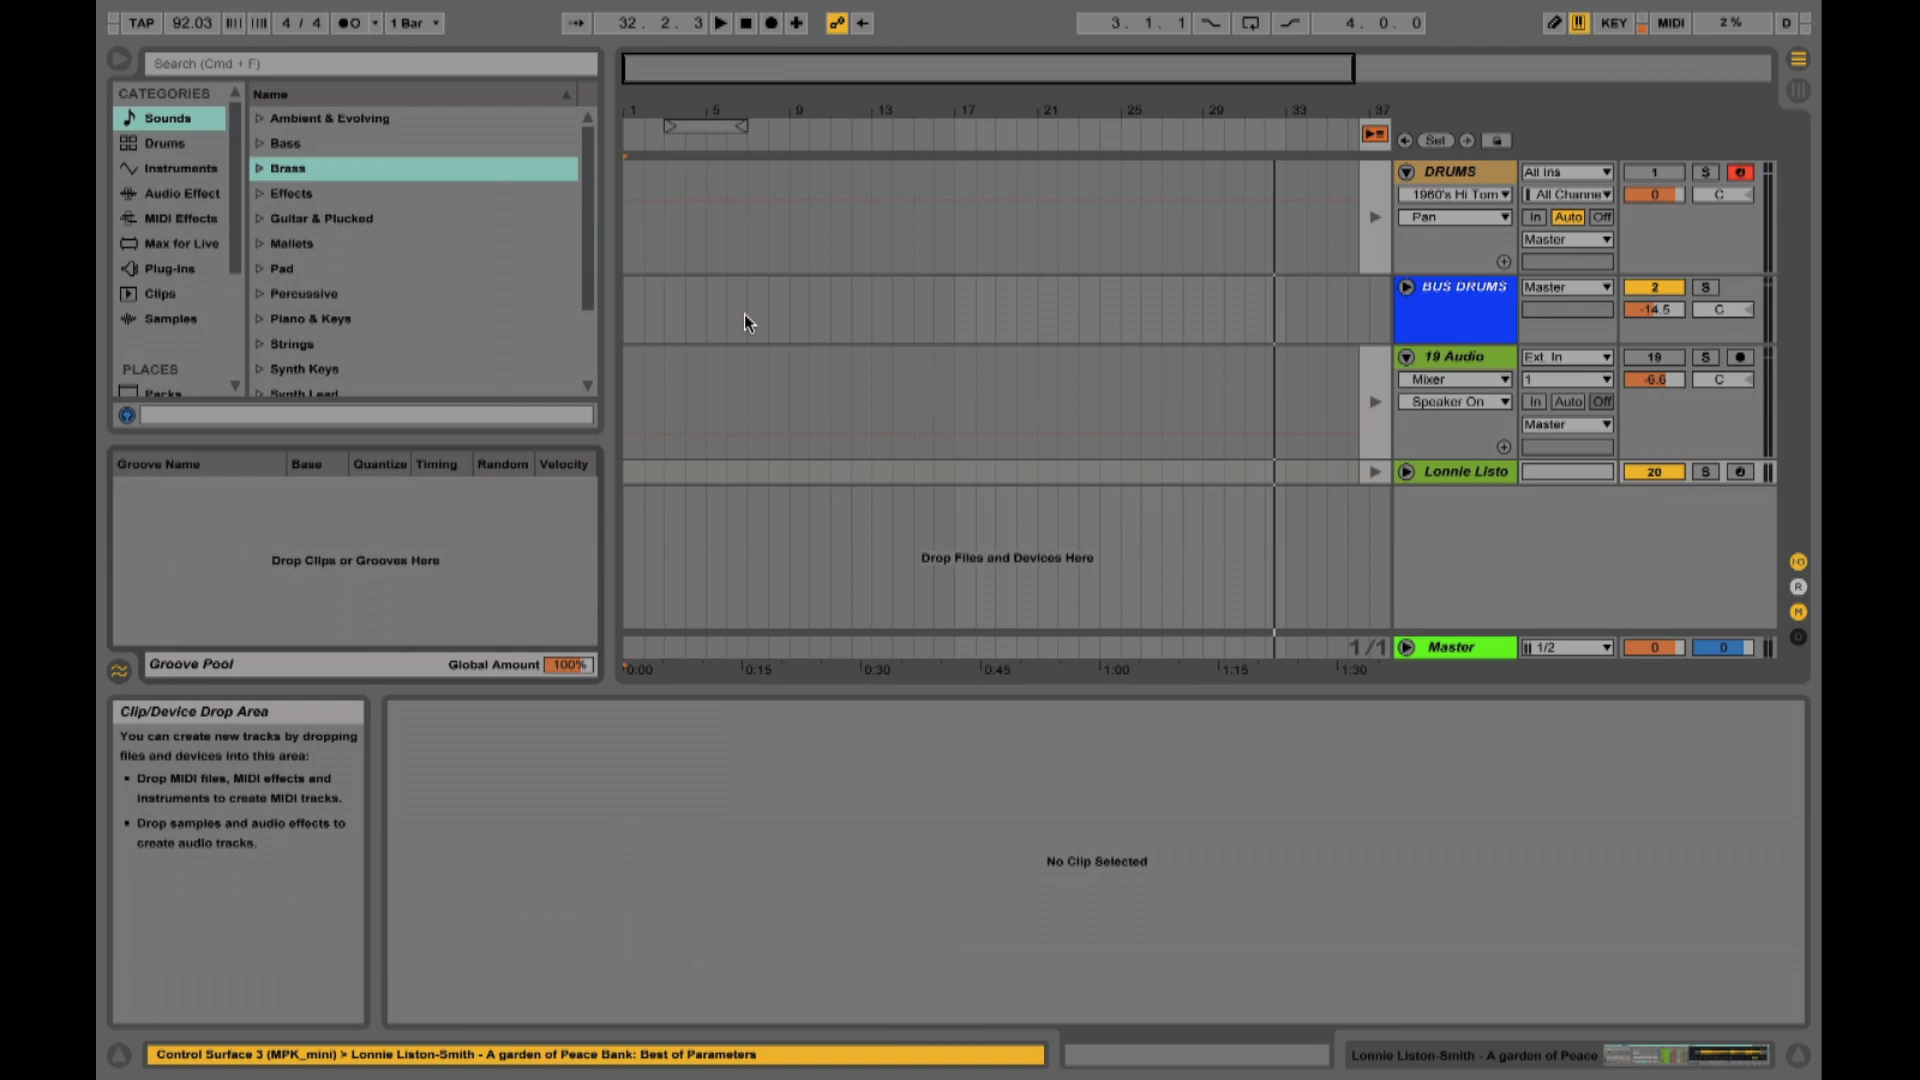 TAP 92.03 4 / 4 1 Bar 32. 2. 3 3. 1. 1 4. 0. 0 KEY MIDI 2 % D
Search (Cmd + F)
CATEGORIES
Sounds
Drums
Instruments
Audio Effect
MIDI Effects
Max for Live
Plug-ins
Clips
Samples
PLACES
Packs
Name
Ambient & Evolving
Bass
Brass
Effects
Guitar & Plucked
Mallets
Pad
Percussive
Piano & Keys
Strings
Synth Keys
Synth Lead
Groove Name Base Quantize Timing Random Velocity
Drop Clips or Grooves Here
Groove Pool Global Amount 100%
1 5 9 13 17 21 25 29 33 37
Set
DRUMS All Ins 1 S
1960's Hi Tom All Channe 0 C
Pan In Auto Off
Master
BUS DRUMS Master 2 S
-14.5 C
19 Audio Ext. In 19 S
Mixer 1 -6.6 C
Speaker On In Auto Off
Master
Lonnie Listo 20 S
Drop Files and Devices Here
1/1 Master 1/2 0 0
0:00 0:15 0:30 0:45 1:00 1:15 1:30
I-O
R
M
D
Clip/Device Drop Area
You can create new tracks by dropping
files and devices into this area:
▪ Drop MIDI files, MIDI effects and
instruments to create MIDI tracks.
▪ Drop samples and audio effects to
create audio tracks.
No Clip Selected
Control Surface 3 (MPK_mini) > Lonnie Liston-Smith - A garden of Peace Bank: Best of Parameters
Lonnie Liston-Smith - A garden of Peace